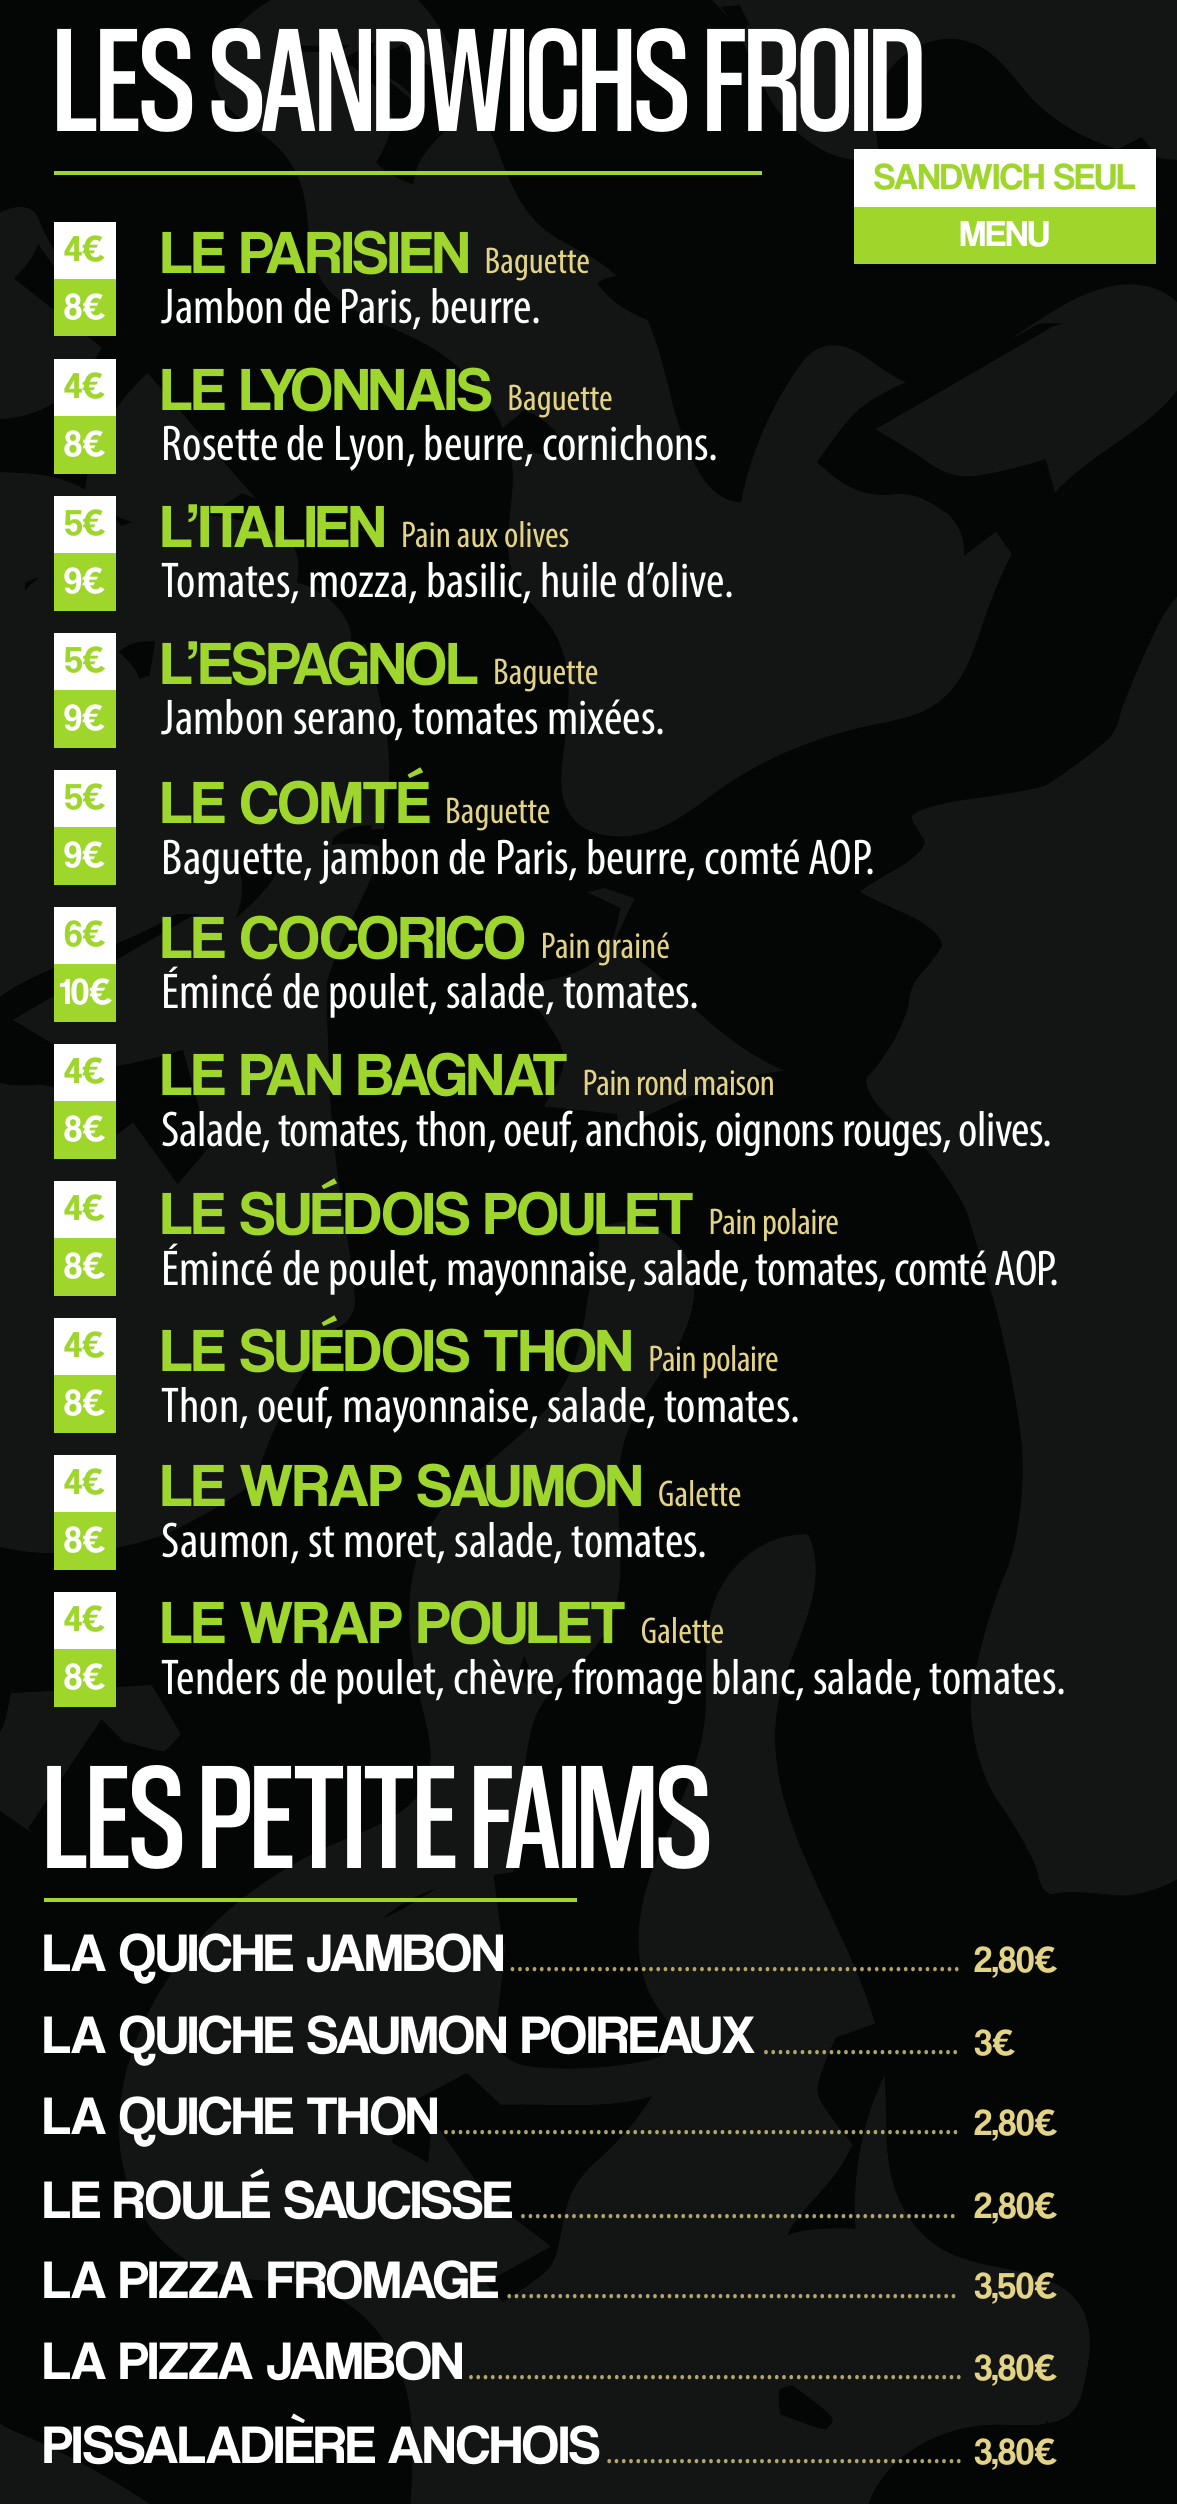 LES SANDWICHS FROID
SANDWICH SEUL
MENU
4€
8€
LE PARISIEN Baguette
Jambon de Paris, beurre.
4€
8€
LE LYONNAIS Baguette
Rosette de Lyon, beurre, cornichons.
5€
9€
L'ITALIEN Pain aux olives
Tomates, mozza, basilic, huile d'olive.
5€
9€
L'ESPAGNOL Baguette
Jambon serano, tomates mixées.
5€
9€
LE COMTÉ Baguette
Baguette, jambon de Paris, beurre, comté AOP.
6€
10€
LE COCORICO Pain grainé
Émincé de poulet, salade, tomates.
4€
8€
LE PAN BAGNAT Pain rond maison
Salade, tomates, thon, oeuf, anchois, oignons rouges, olives.
4€
8€
LE SUÉDOIS POULET Pain polaire
Émincé de poulet, mayonnaise, salade, tomates, comté AOP.
4€
8€
LE SUÉDOIS THON Pain polaire
Thon, oeuf, mayonnaise, salade, tomates.
4€
8€
LE WRAP SAUMON Galette
Saumon, st moret, salade, tomates.
4€
8€
LE WRAP POULET Galette
Tenders de poulet, chèvre, fromage blanc, salade, tomates.
LES PETITE FAIMS
LA QUICHE JAMBON 2,80€
LA QUICHE SAUMON POIREAUX 3€
LA QUICHE THON 2,80€
LE ROULÉ SAUCISSE 2,80€
LA PIZZA FROMAGE 3,50€
LA PIZZA JAMBON 3,80€
PISSALADIÈRE ANCHOIS 3,80€